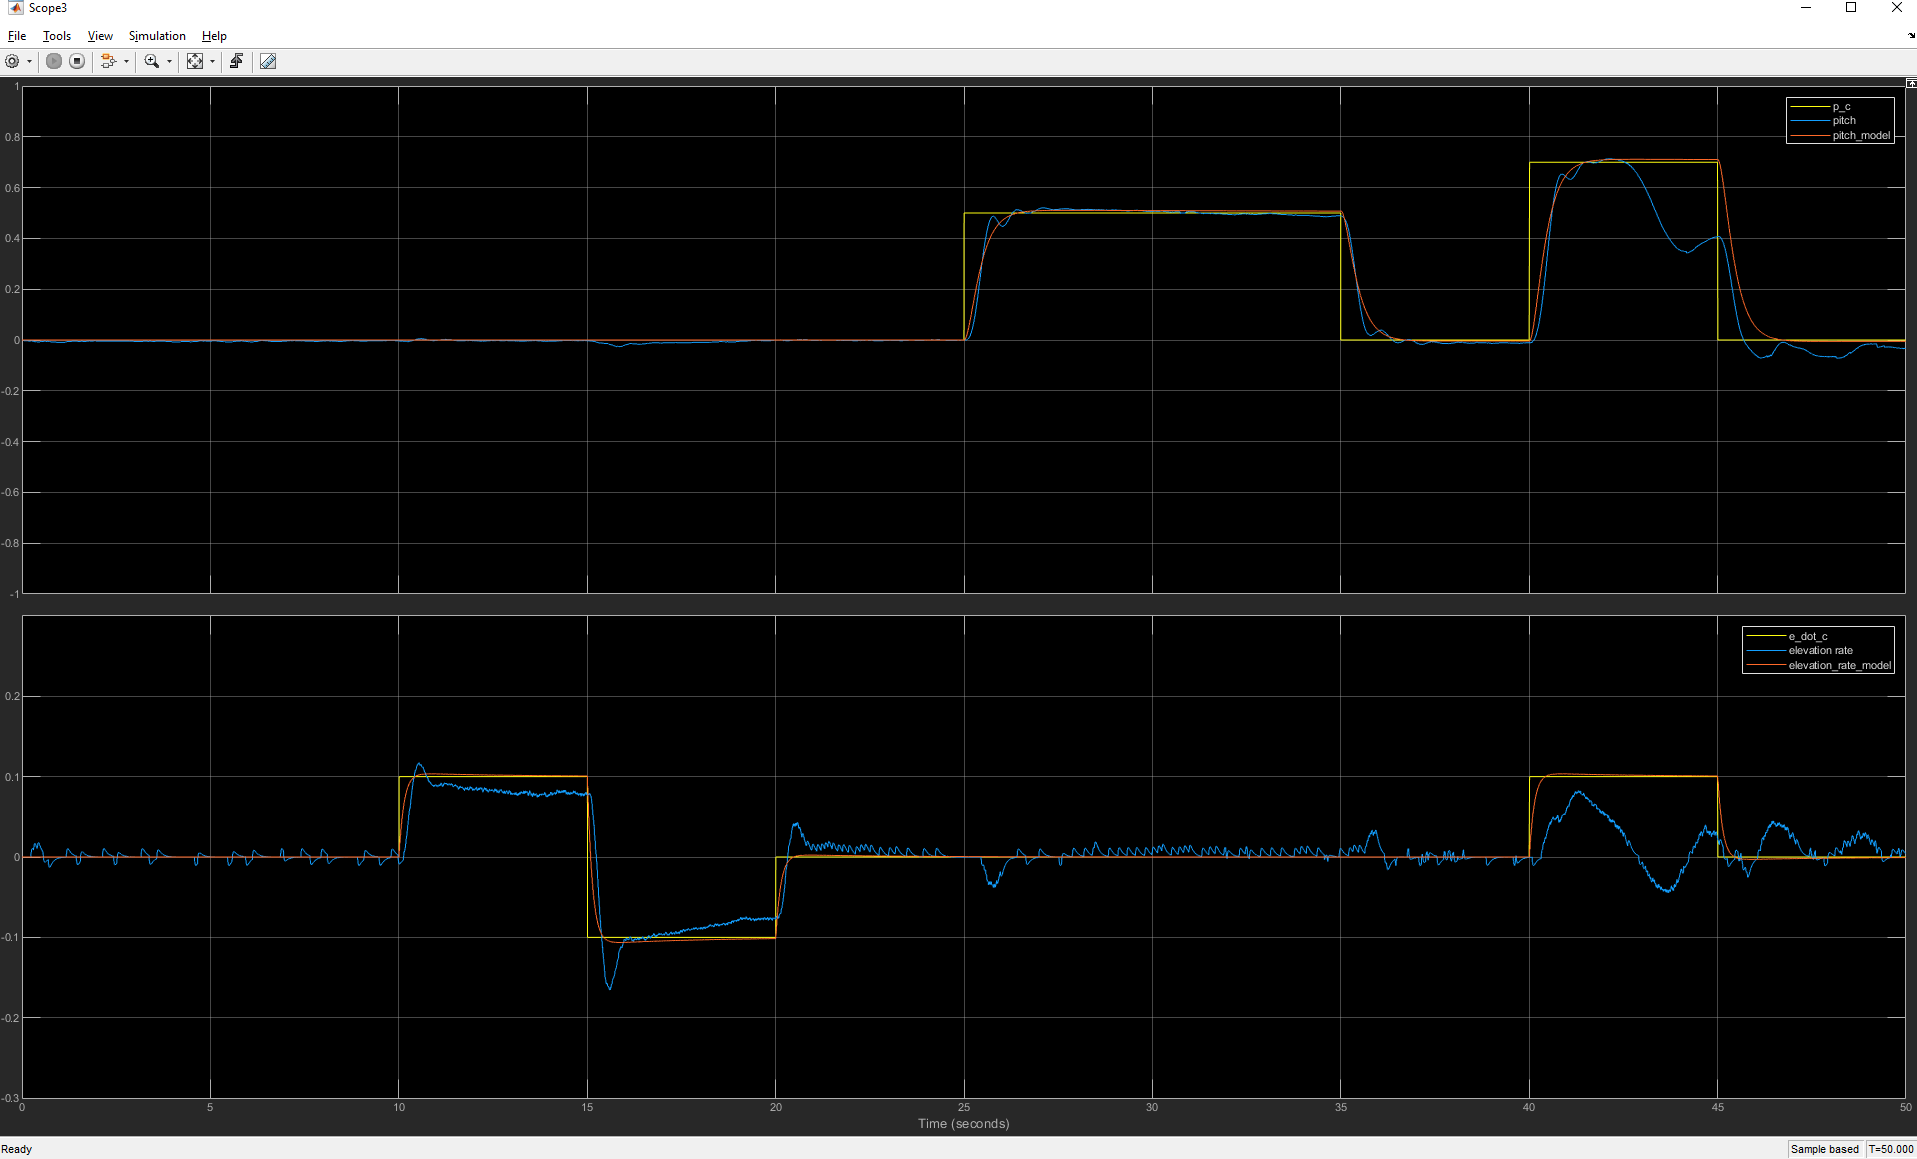 Scope3
File Tools View Simulation Help
1
0.8
0.6
0.4
0.2
0
-0.2
-0.4
-0.6
-0.8
-1
p_c
pitch
pitch_model
0.2
0.1
0
-0.1
-0.2
-0.3
e_dot_c
elevation rate
elevation_rate_model
0 5 10 15 20 25 30 35 40 45 50
Time (seconds)
Ready
Sample based T=50.000